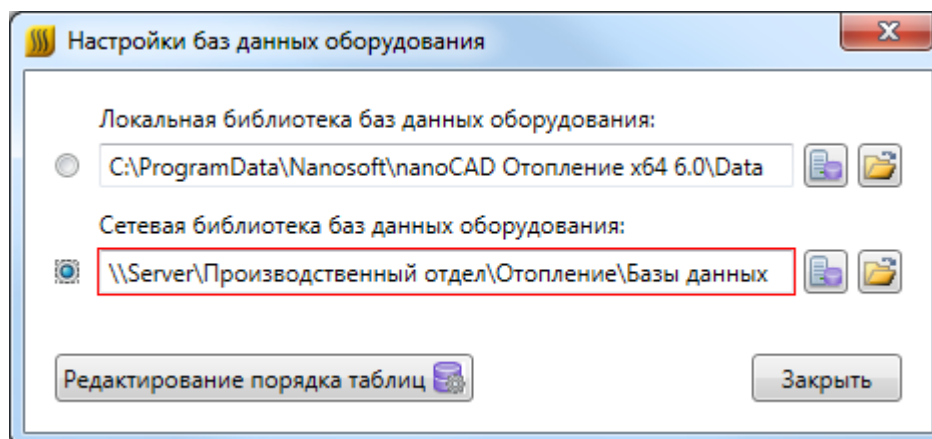 Настройки баз данных оборудования
Локальная библиотека баз данных оборудования:
C:\ProgramData\Nanosoft\nanoCAD Отопление x64 6.0\Data
Сетевая библиотека баз данных оборудования:
\\Server\Производственный отдел\Отопление\Базы данных
Редактирование порядка таблиц
Закрыть